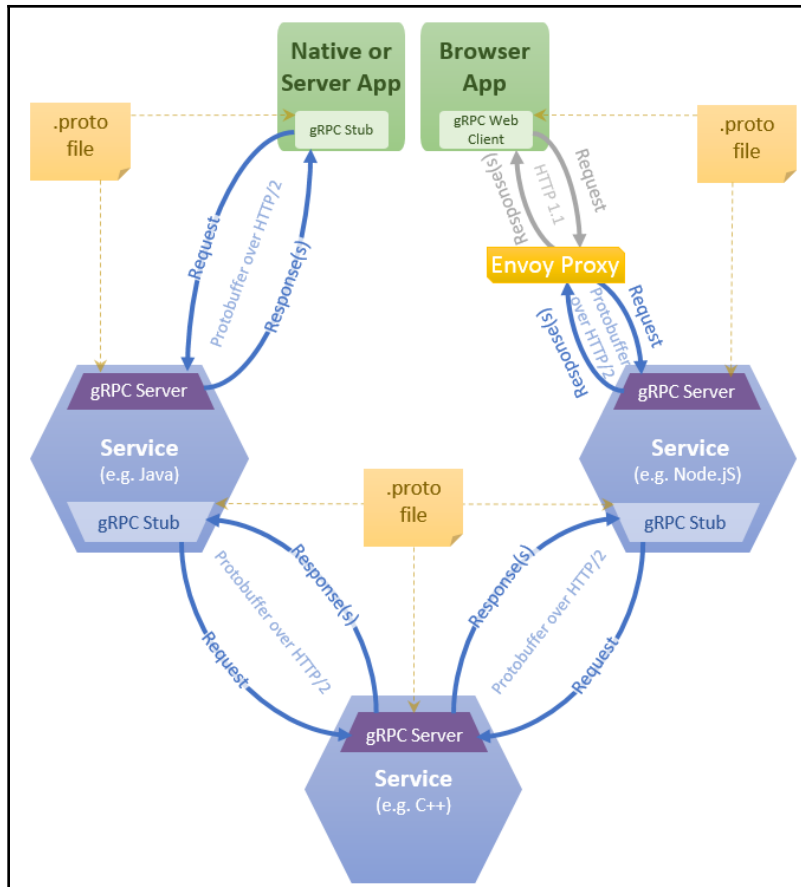 Native or
Server App
gRPC Stub
Browser
App
gRPC Web
Client
.proto
file
.proto
file
Request
Protobuffer over HTTP/2
Response(s)
Response(s)
HTTP 1.1
Request
Envoy Proxy
Response(s)
Protobuffer
over HTTP/2
Request
gRPC Server
Service
(e.g. Java)
gRPC Stub
gRPC Server
Service
(e.g. Node.jS)
gRPC Stub
.proto
file
Request
Protobuffer over HTTP/2
Response(s)
Response(s)
Protobuffer over HTTP/2
Request
gRPC Server
Service
(e.g. C++)